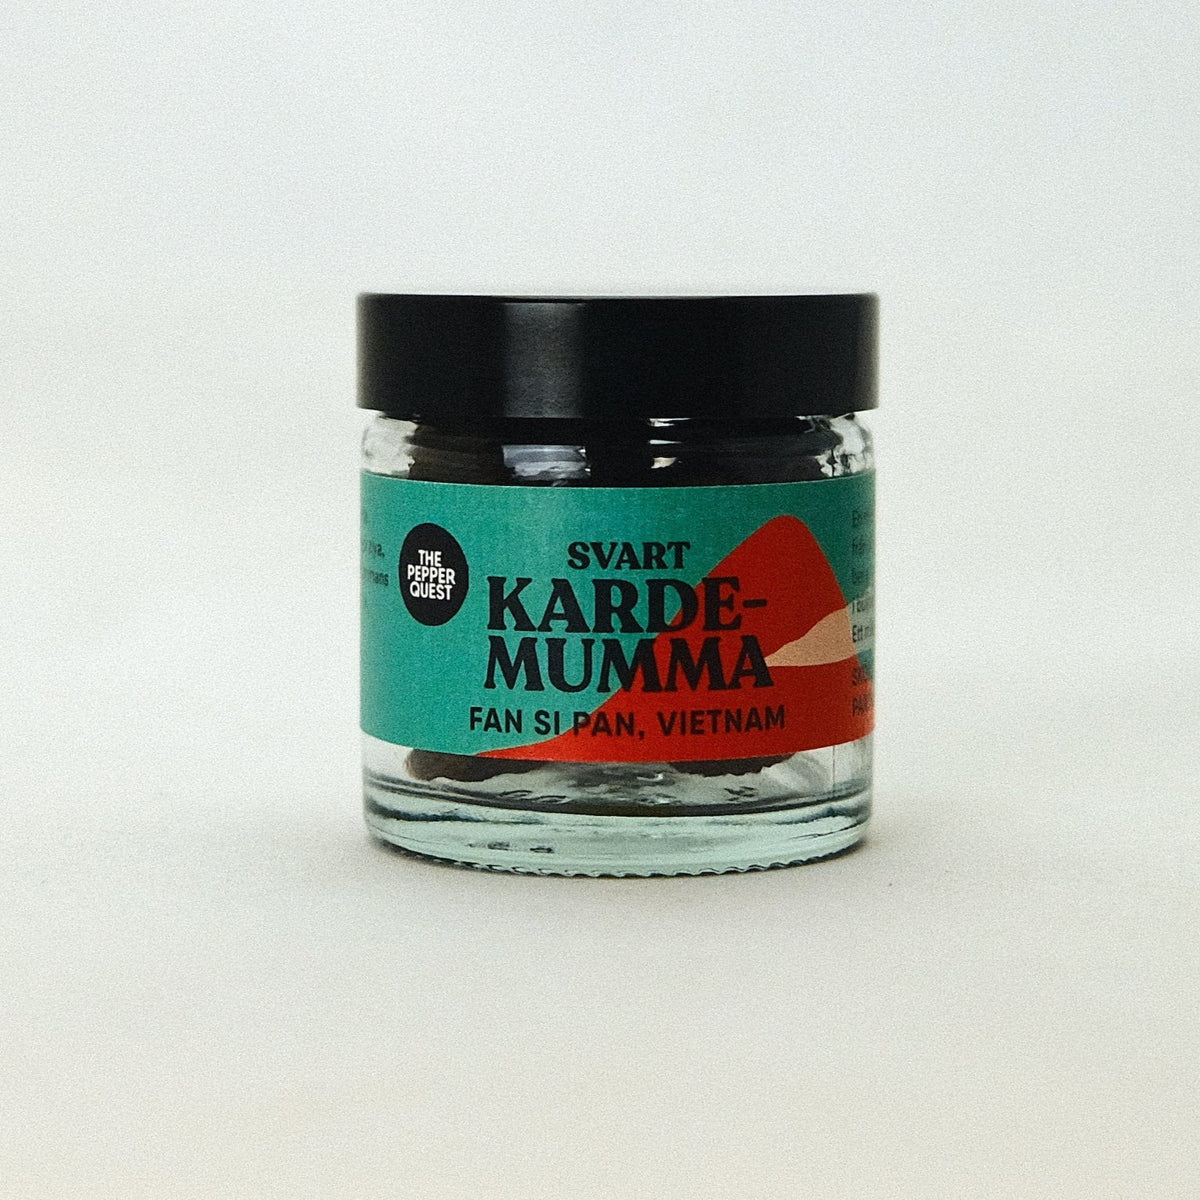 THE
PEPPER
QUEST
SVART
KARDE-
MUMMA
FAN SI PAN, VIETNAM